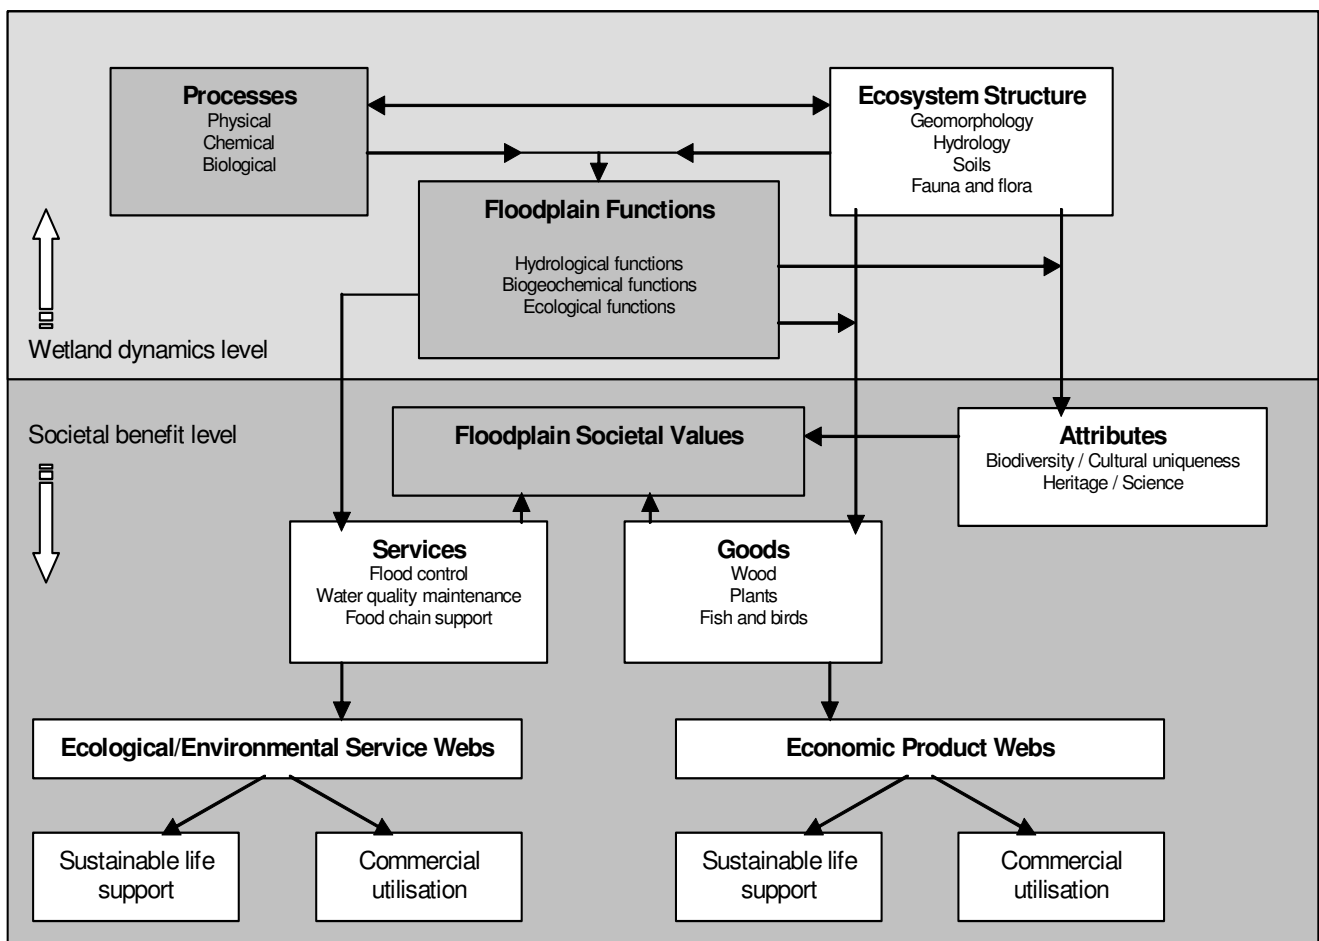 Processes
Physical
Chemical
Biological
Ecosystem Structure
Geomorphology
Hydrology
Soils
Fauna and flora
Floodplain Functions
Hydrological functions
Biogeochemical functions
Ecological functions
Wetland dynamics level
Societal benefit level
Floodplain Societal Values
Attributes
Biodiversity / Cultural uniqueness
Heritage / Science
Services
Flood control
Water quality maintenance
Food chain support
Goods
Wood
Plants
Fish and birds
Ecological/Environmental Service Webs
Economic Product Webs
Sustainable life
support
Commercial
utilisation
Sustainable life
support
Commercial
utilisation